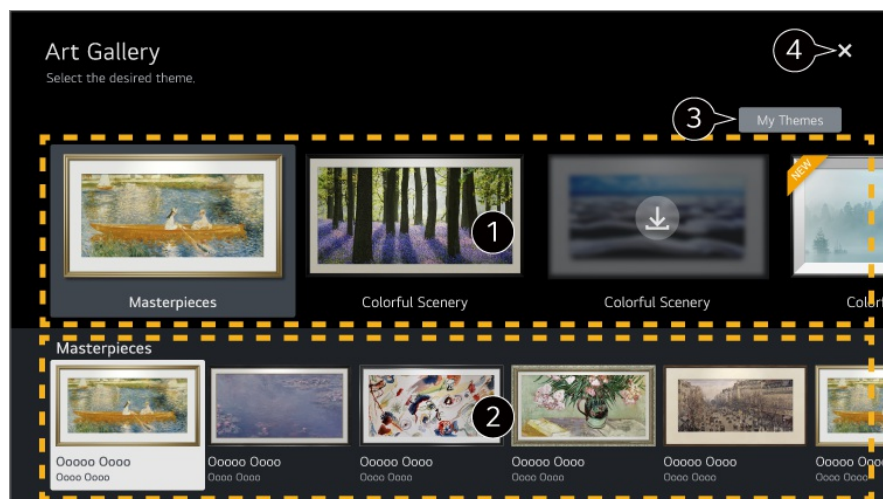 Art Gallery
Select the desired theme.
4
3
My Themes
NEW
1
Masterpieces
Colorful Scenery
Colorful Scenery
Colorf
Masterpieces
2
Ooooo Oooo
Ooooo Oooo
Ooooo Oooo
Ooooo Oooo
Ooooo Oooo
Ooooo Ooo
Oooo Oooo
Oooo Oooo
Oooo Oooo
Oooo Oooo
Oooo Oooo
Oooo Oooo